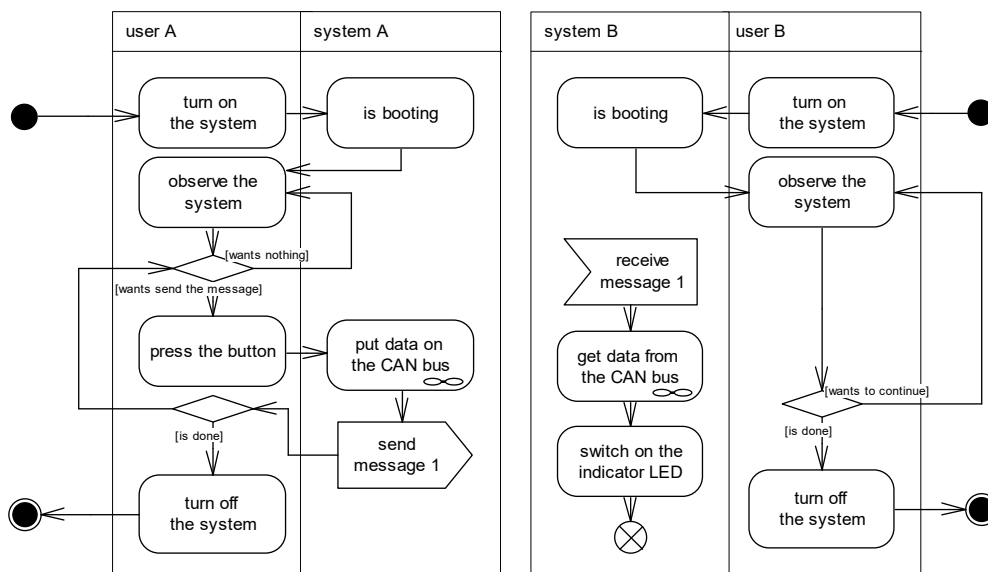 user A
system A
system B
user B
turn on
the system
is booting
is booting
turn on
the system
observe the
system
observe the
system
[wants nothing]
receive
message 1
[wants send the message]
press the button
put data on
the CAN bus
get data from
the CAN bus
[wants to continue]
[is done]
send
message 1
switch on the
indicator LED
[is done]
turn off
the system
turn off
the system